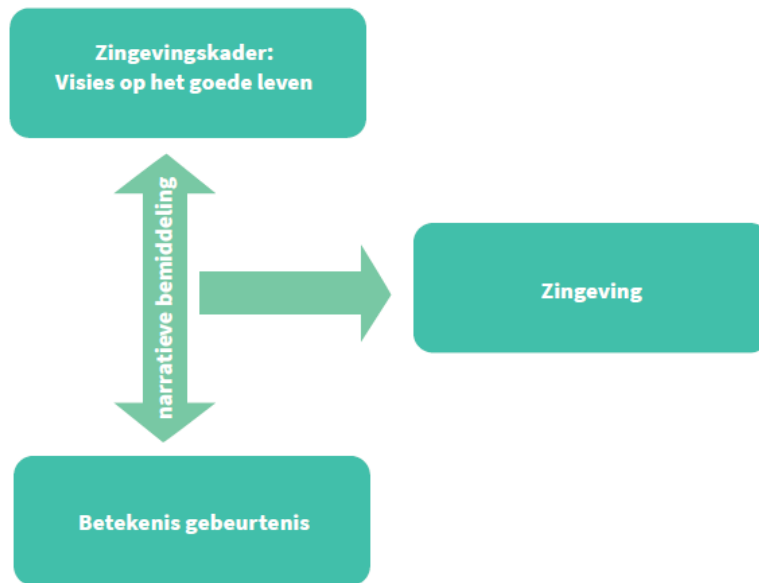 Zingevingskader:
Visies op het goede leven
narratieve bemiddeling
Zingeving
Betekenis gebeurtenis